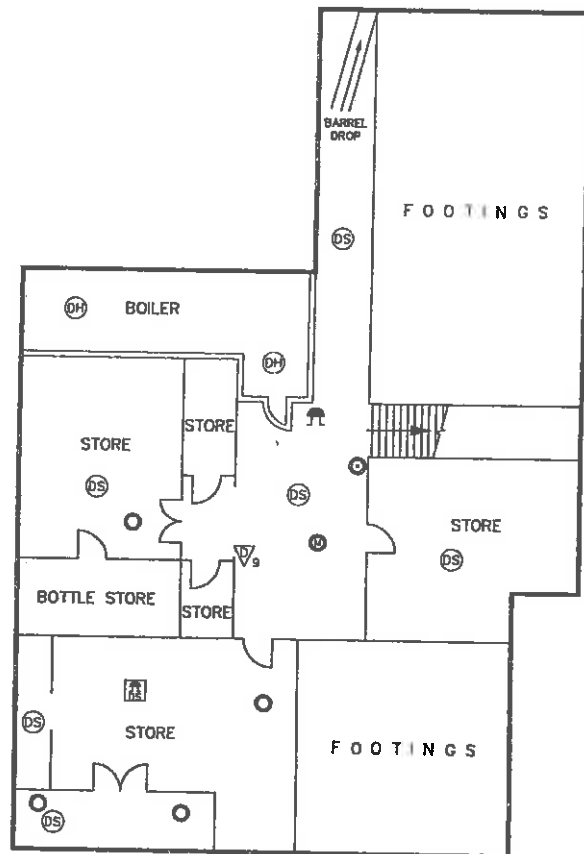 BARREL
DROP
FOOTINGS
DS
DH
BOILER
DH
STORE
STORE
DS
DS
M
STORE
DS
D
9
BOTTLE STORE
STORE
DS
DS
STORE
FOOTINGS
DS